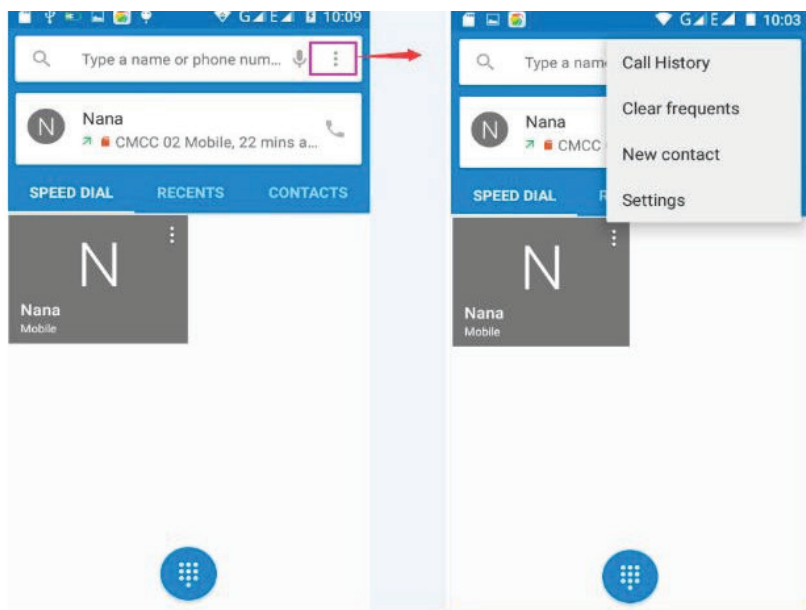 G E 10:09
Type a name or phone num...
N
Nana
CMCC 02 Mobile, 22 mins a...
SPEED DIAL RECENTS CONTACTS
N
Nana
Mobile
G E 10:03
Type a nam
N
Nana
CMCC
SPEED DIAL R
Call History
Clear frequents
New contact
Settings
N
Nana
Mobile